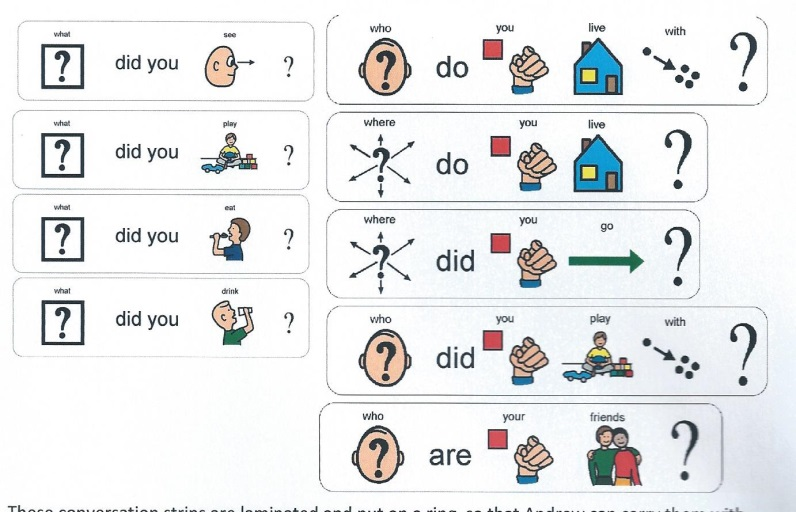 what ? did you see ?
what ? did you play ?
what ? did you eat ?
what ? did you drink ?
who ? do you live with ?
where ? do you live ?
where ? did you go ?
who ? did you play with ?
who ? are your friends ?
These conversation strips are laminated and put on a ring, so that Andrew can carry them with